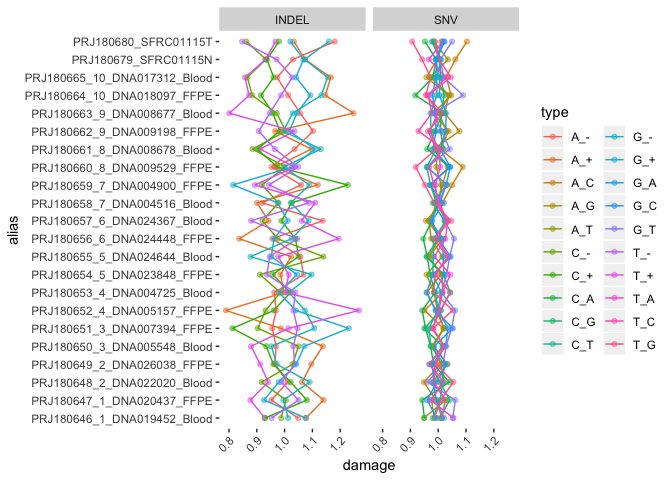 INDEL SNV
PRJ180680_SFRC01115T
PRJ180679_SFRC01115N
PRJ180665_10_DNA017312_Blood
PRJ180664_10_DNA018097_FFPE
PRJ180663_9_DNA008677_Blood
PRJ180662_9_DNA009198_FFPE
PRJ180661_8_DNA008678_Blood
PRJ180660_8_DNA009529_FFPE
PRJ180659_7_DNA004900_FFPE
PRJ180658_7_DNA004516_Blood
PRJ180657_6_DNA024367_Blood
PRJ180656_6_DNA024448_FFPE
PRJ180655_5_DNA024644_Blood
PRJ180654_5_DNA023848_FFPE
PRJ180653_4_DNA004725_Blood
PRJ180652_4_DNA005157_FFPE
PRJ180651_3_DNA007394_FFPE
PRJ180650_3_DNA005548_Blood
PRJ180649_2_DNA026038_FFPE
PRJ180648_2_DNA022020_Blood
PRJ180647_1_DNA020437_FFPE
PRJ180646_1_DNA019452_Blood
alias
0.8 0.9 1.0 1.1 1.2 0.8 0.9 1.0 1.1 1.2
damage
type
A_- G_-
A_+ G_+
A_C G_A
A_G G_C
A_T G_T
C_- T_-
C_+ T_+
C_A T_A
C_G T_C
C_T T_G